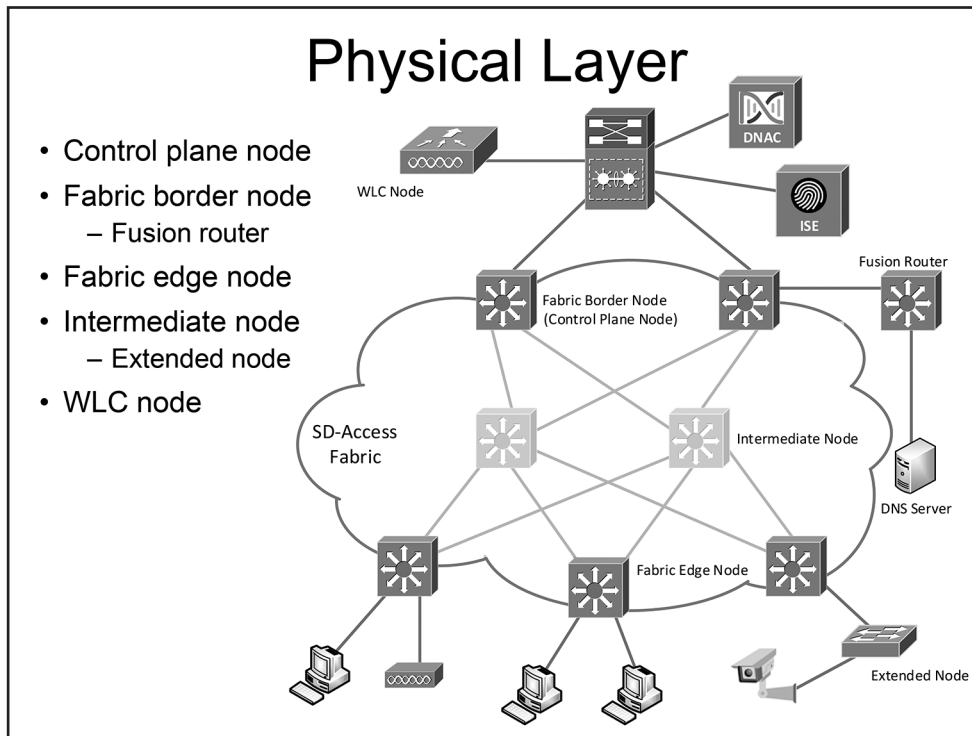 Physical Layer
• Control plane node
• Fabric border node
– Fusion router
• Fabric edge node
• Intermediate node
– Extended node
• WLC node
DNAC
WLC Node
ISE
Fusion Router
Fabric Border Node
(Control Plane Node)
SD-Access
Fabric
Intermediate Node
DNS Server
Fabric Edge Node
Extended Node